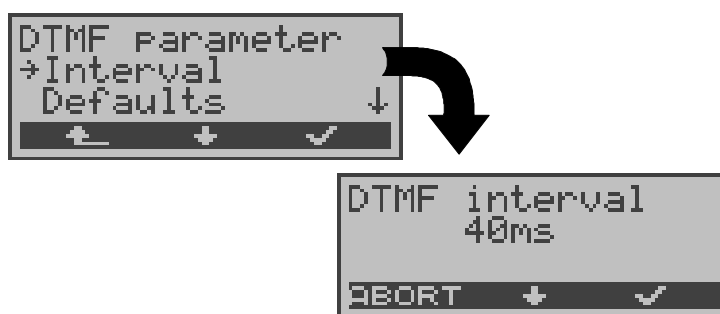 DTMF parameter
→Interval
Defaults ↓
DTMF interval
40ms
ABORT